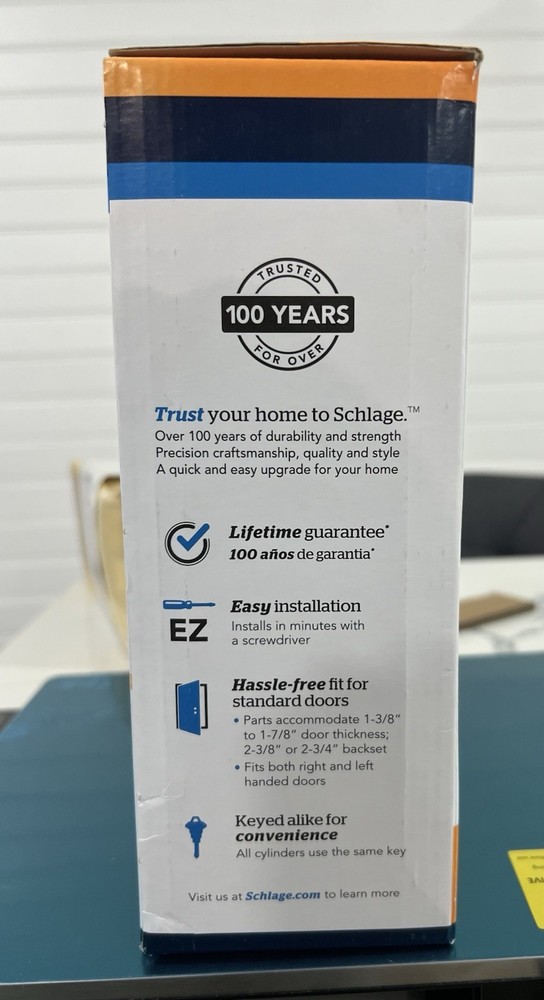 TRUSTED
100 YEARS
FOR OVER
Trust your home to Schlage.™
Over 100 years of durability and strength
Precision craftsmanship, quality and style
A quick and easy upgrade for your home
Lifetime guarantee*
100 años de garantia*
EZ
Easy installation
Installs in minutes with
a screwdriver
Hassle-free fit for
standard doors
• Parts accommodate 1-3/8"
to 1-7/8" door thickness;
2-3/8" or 2-3/4" backset
• Fits both right and left
handed doors
Keyed alike for
convenience
All cylinders use the same key
Visit us at Schlage.com to learn more